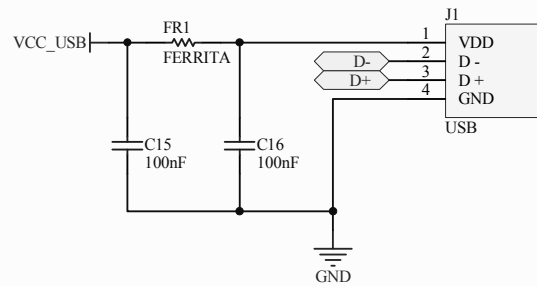 J1
FR1
VCC_USB
FERRITA
1
VDD
D-
2
D -
D+
3
D +
4
GND
USB
C15
100nF
C16
100nF
GND